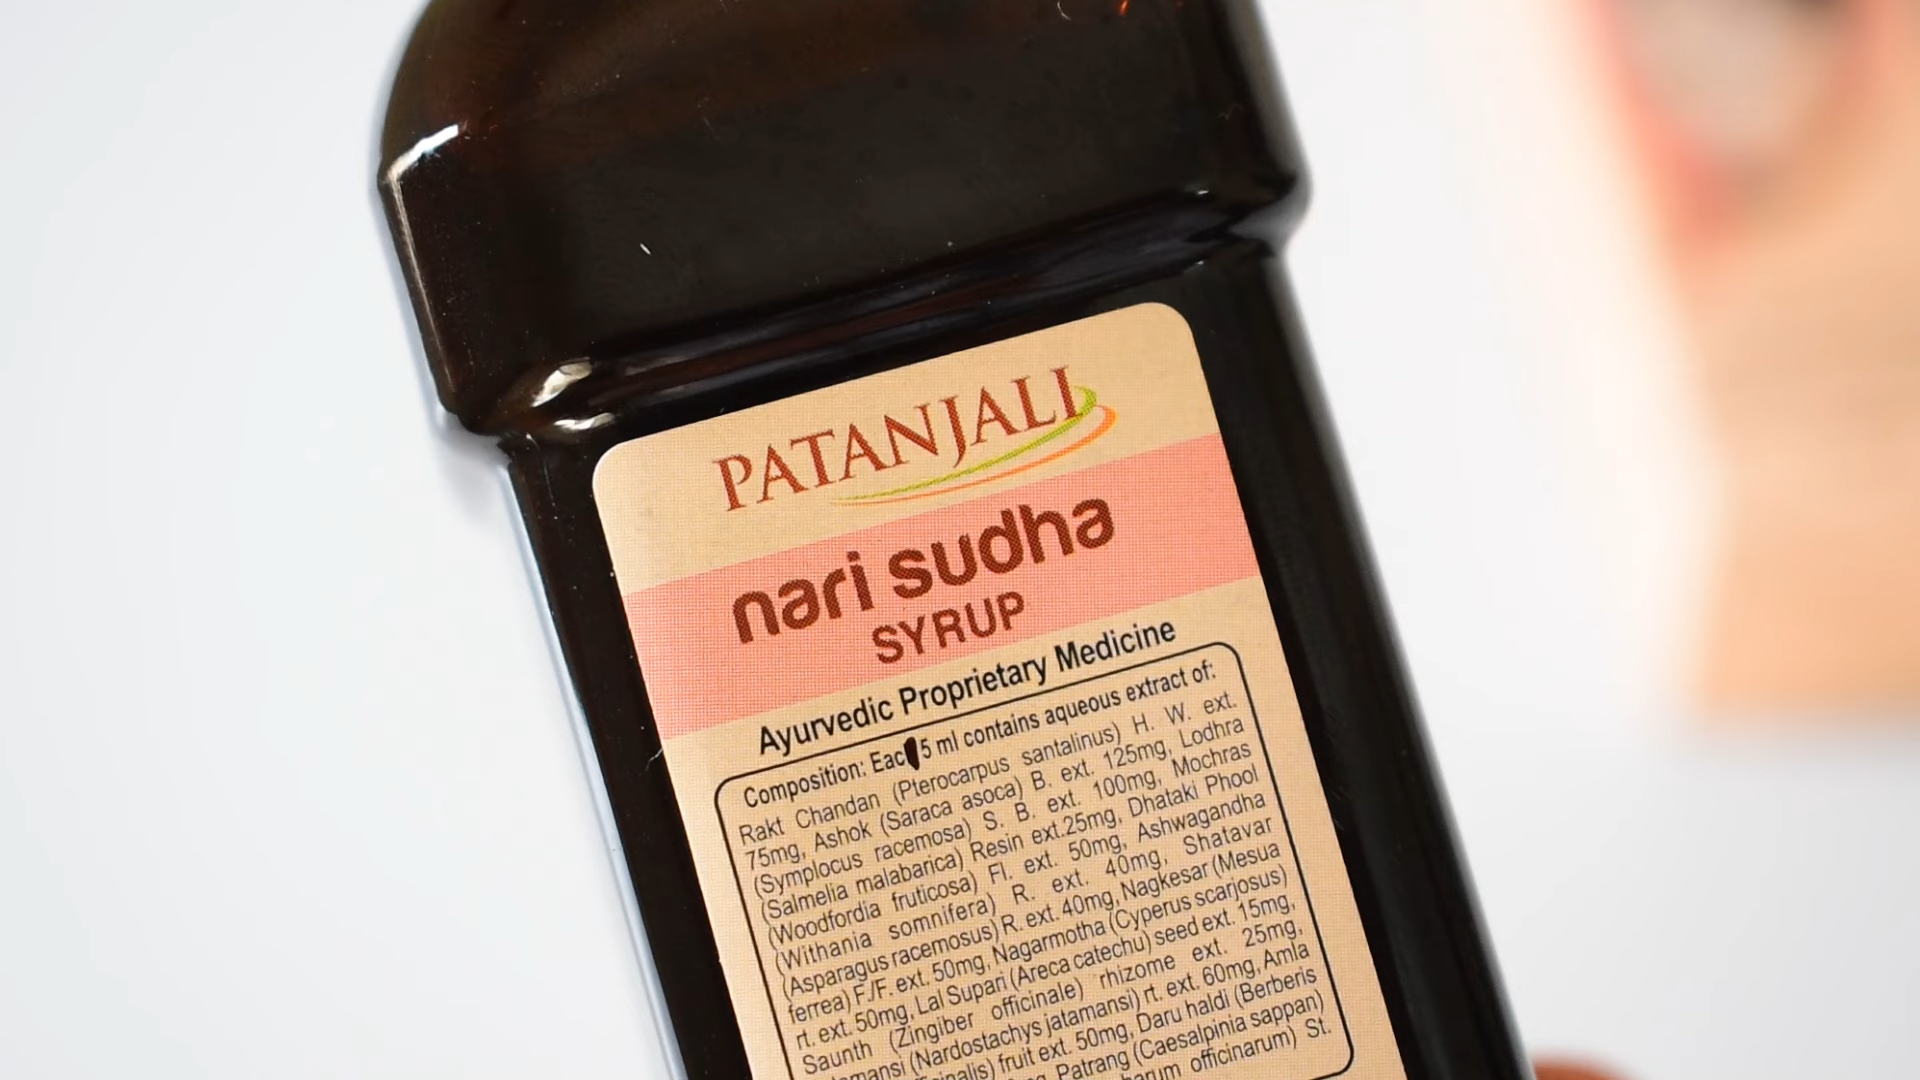 PATANJALI
nari sudha
SYRUP
Ayurvedic Proprietary Medicine
Composition: Eac 5 ml contains aqueous extract of:
Rakt Chandan (Pterocarpus santalinus) H. W. ext.
75mg, Ashok (Saraca asoca) B. ext. 125mg, Lodhra
(Symplocus racemosa) S. B. ext. 100mg, Mochras
(Salmelia malabarica) Resin ext.25mg, Dhataki Phool
(Woodfordia fruticosa) Fl. ext. 50mg, Ashwagandha
(Withania somnifera) R. ext. 40mg, Shatavar
(Asparagus racemosus) R. ext. 40mg, Nagkesar (Mesua
ferrea) F./F. ext. 50mg, Nagarmotha (Cyperus scarjosus)
rt. ext. 50mg, Lal Supari (Areca catechu) seed ext. 15mg,
Saunth (Zingiber officinale) rhizome ext. 25mg,
(Nardostachys jatamansi) rt. ext. 60mg, Amla
fruit ext. 50mg, Daru haldi (Berberis
Patrang (Caesalpinia sappan)
officinarum) St.